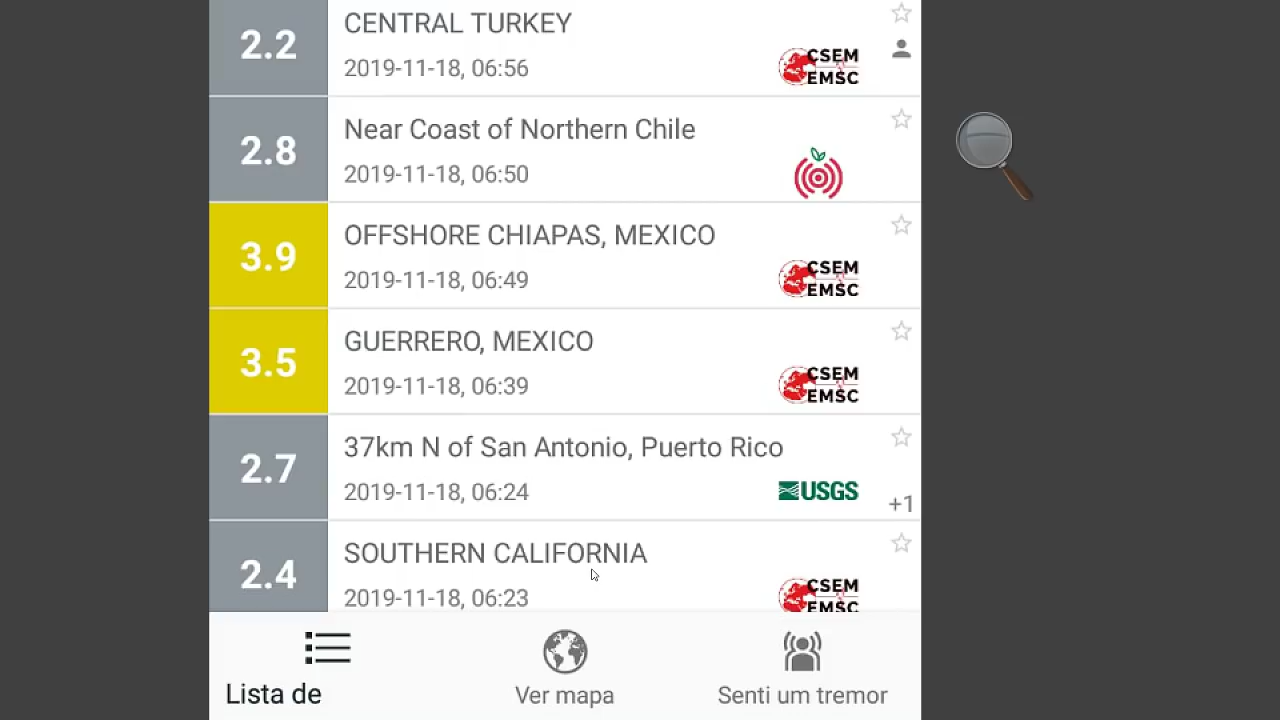 2.2
CENTRAL TURKEY
2019-11-18, 06:56
CSEM
EMSC
2.8
Near Coast of Northern Chile
2019-11-18, 06:50
3.9
OFFSHORE CHIAPAS, MEXICO
2019-11-18, 06:49
CSEM
EMSC
3.5
GUERRERO, MEXICO
2019-11-18, 06:39
CSEM
EMSC
2.7
37km N of San Antonio, Puerto Rico
2019-11-18, 06:24
USGS
+1
2.4
SOUTHERN CALIFORNIA
2019-11-18, 06:23
CSEM
EMSC
Lista de
Ver mapa
Senti um tremor